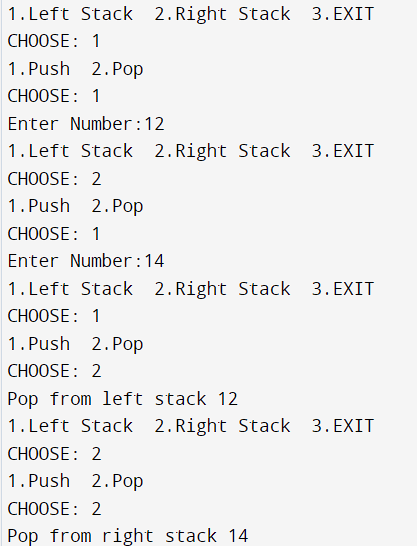 1.Left Stack  2.Right Stack  3.EXIT
CHOOSE: 1
1.Push  2.Pop
CHOOSE: 1
Enter Number:12
1.Left Stack  2.Right Stack  3.EXIT
CHOOSE: 2
1.Push  2.Pop
CHOOSE: 1
Enter Number:14
1.Left Stack  2.Right Stack  3.EXIT
CHOOSE: 1
1.Push  2.Pop
CHOOSE: 2
Pop from left stack 12
1.Left Stack  2.Right Stack  3.EXIT
CHOOSE: 2
1.Push  2.Pop
CHOOSE: 2
Pop from right stack 14